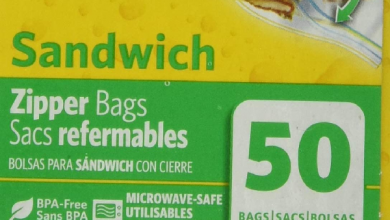 Sandwich
Zipper Bags
Sacs refermables
BOLSAS PARA SÁNDWICH CON CIERRE
50
BAGS|SACS|BOLSAS
BPA-Free
Sans BPA
MICROWAVE-SAFE
UTILISABLES